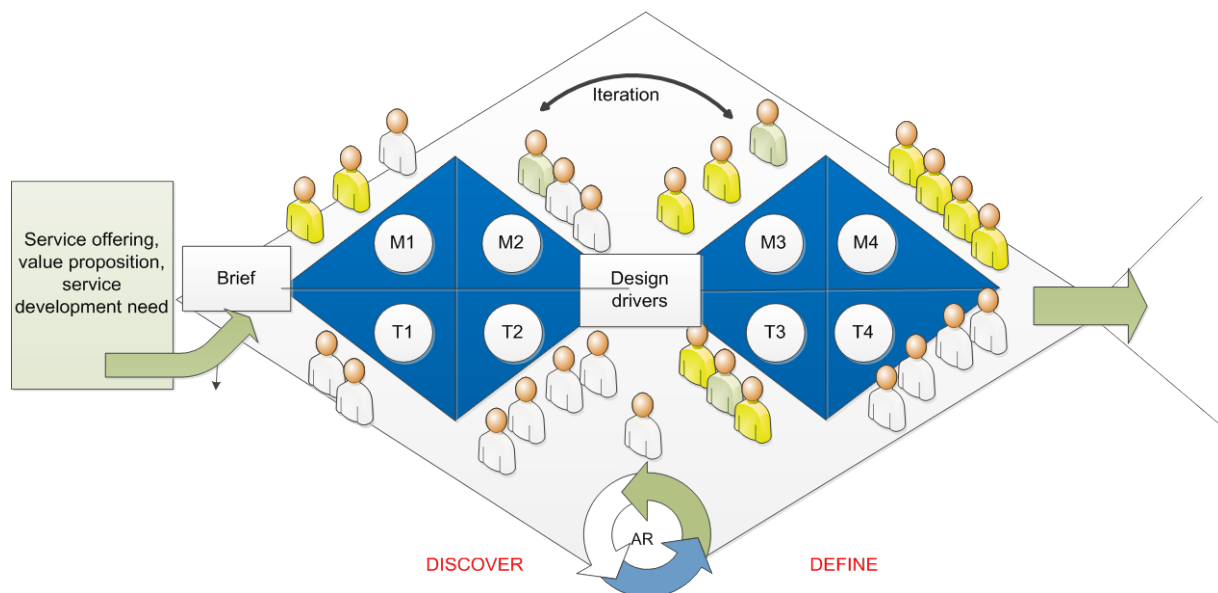 Iteration
Service offering,
value proposition,
service
development need
Brief
M1
M2
T1
T2
Design
drivers
M3
M4
T3
T4
AR
DISCOVER
DEFINE